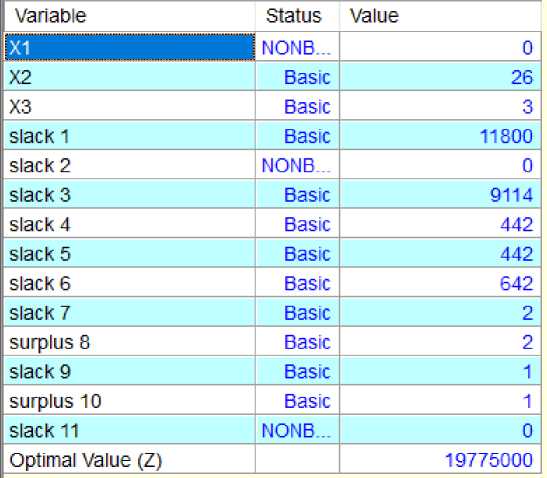 Variable Status Value
X1 NONB... 0
X2 Basic 26
X3 Basic 3
slack 1 Basic 11800
slack 2 NONB... 0
slack 3 Basic 9114
slack 4 Basic 442
slack 5 Basic 442
slack 6 Basic 642
slack 7 Basic 2
surplus 8 Basic 2
slack 9 Basic 1
surplus 10 Basic 1
slack 11 NONB... 0
Optimal Value (Z) 19775000